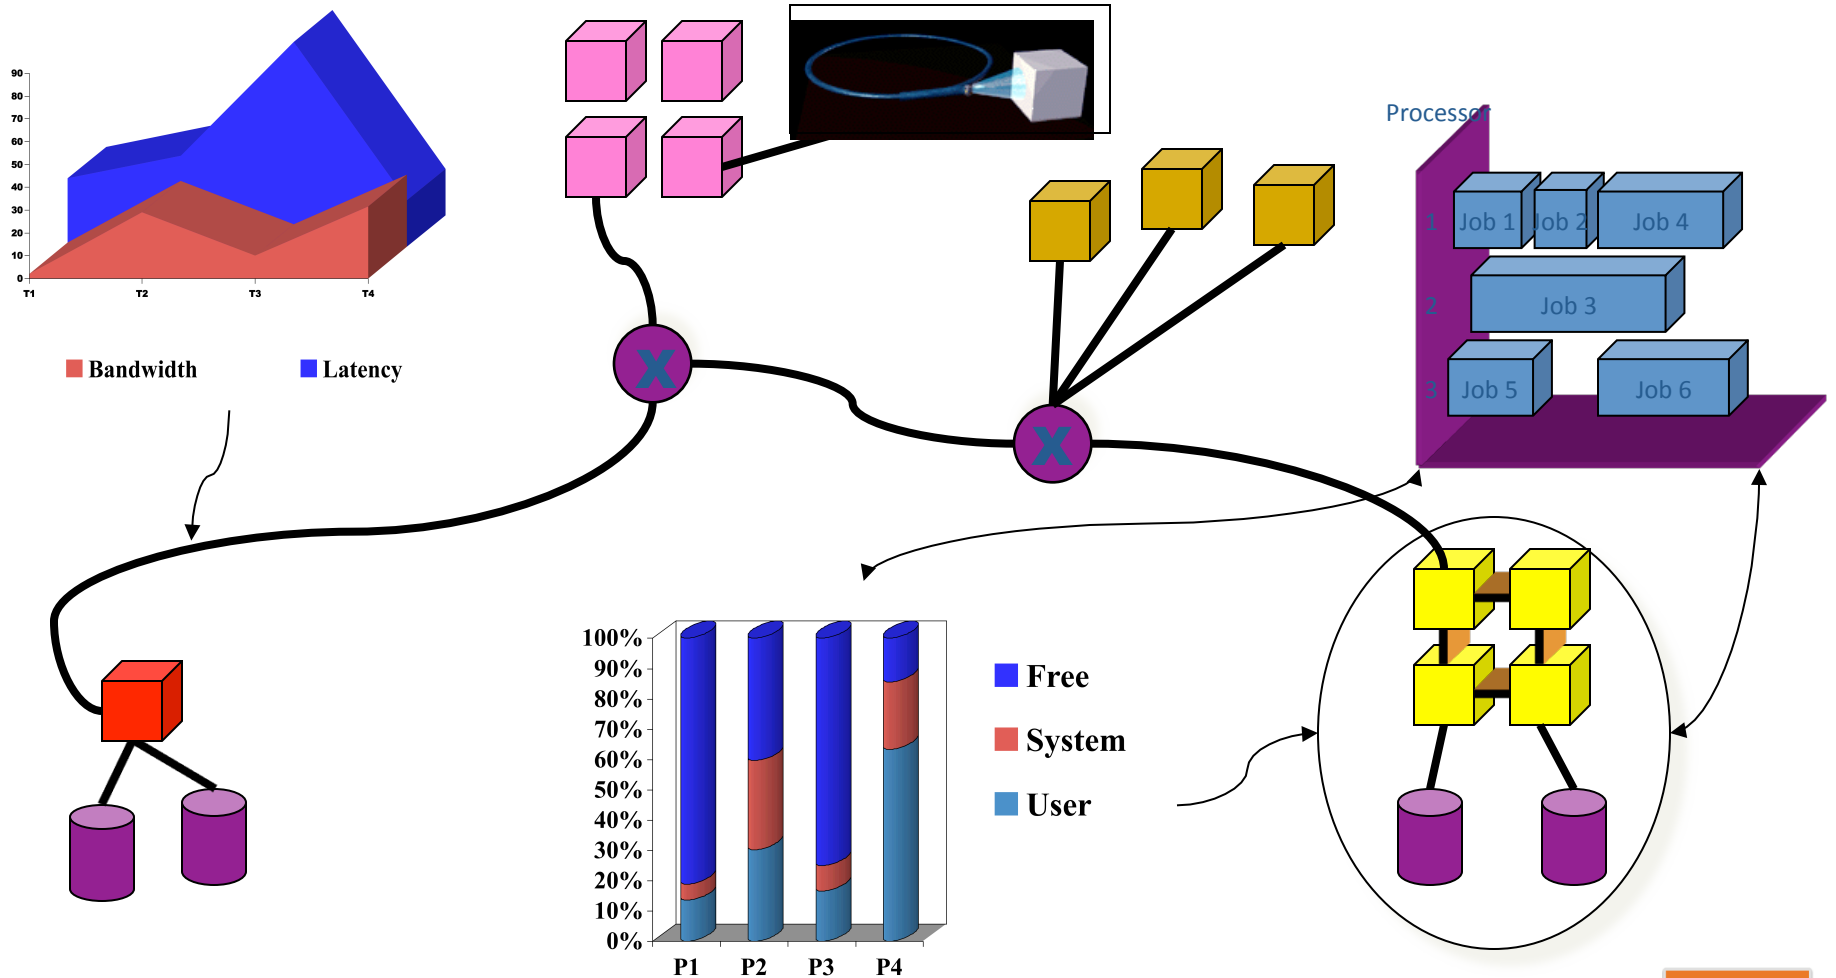 90
80
70
60
50
40
30
20
10
0
T1 T2 T3 T4
Bandwidth Latency
X
X
Processor
1 Job 1 Job 2 Job 4
2 Job 3
3 Job 5 Job 6
100%
90%
80%
70%
60%
50%
40%
30%
20%
10%
0%
P1 P2 P3 P4
Free
System
User